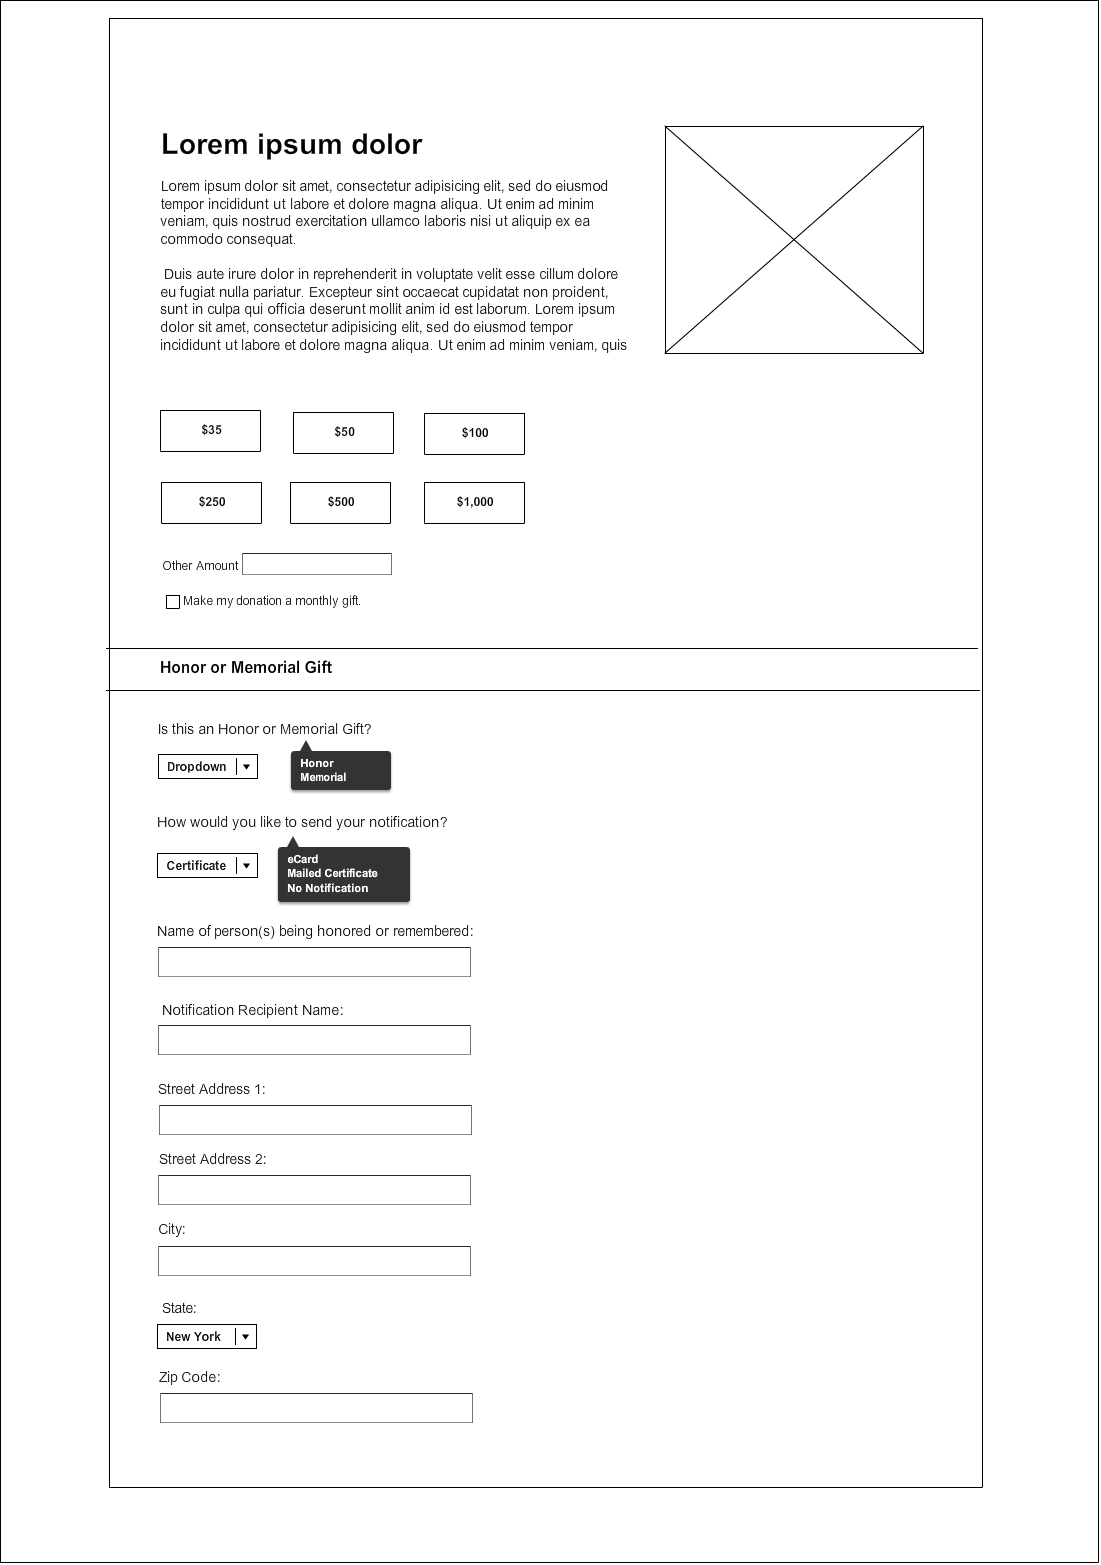 Lorem ipsum dolor
Lorem ipsum dolor sit amet, consectetur adipisicing elit, sed do eiusmod
tempor incididunt ut labore et dolore magna aliqua. Ut enim ad minim
veniam, quis nostrud exercitation ullamco laboris nisi ut aliquip ex ea
commodo consequat.
Duis aute irure dolor in reprehenderit in voluptate velit esse cillum dolore
eu fugiat nulla pariatur. Excepteur sint occaecat cupidatat non proident,
sunt in culpa qui officia deserunt mollit anim id est laborum. Lorem ipsum
dolor sit amet, consectetur adipisicing elit, sed do eiusmod tempor
incididunt ut labore et dolore magna aliqua. Ut enim ad minim veniam, quis
$35 $50 $100
$250 $500 $1,000
Other Amount
Make my donation a monthly gift.
Honor or Memorial Gift
Is this an Honor or Memorial Gift?
Dropdown
Honor
Memorial
How would you like to send your notification?
Certificate
eCard
Mailed Certificate
No Notification
Name of person(s) being honored or remembered:
Notification Recipient Name:
Street Address 1:
Street Address 2:
City:
State:
New York
Zip Code: